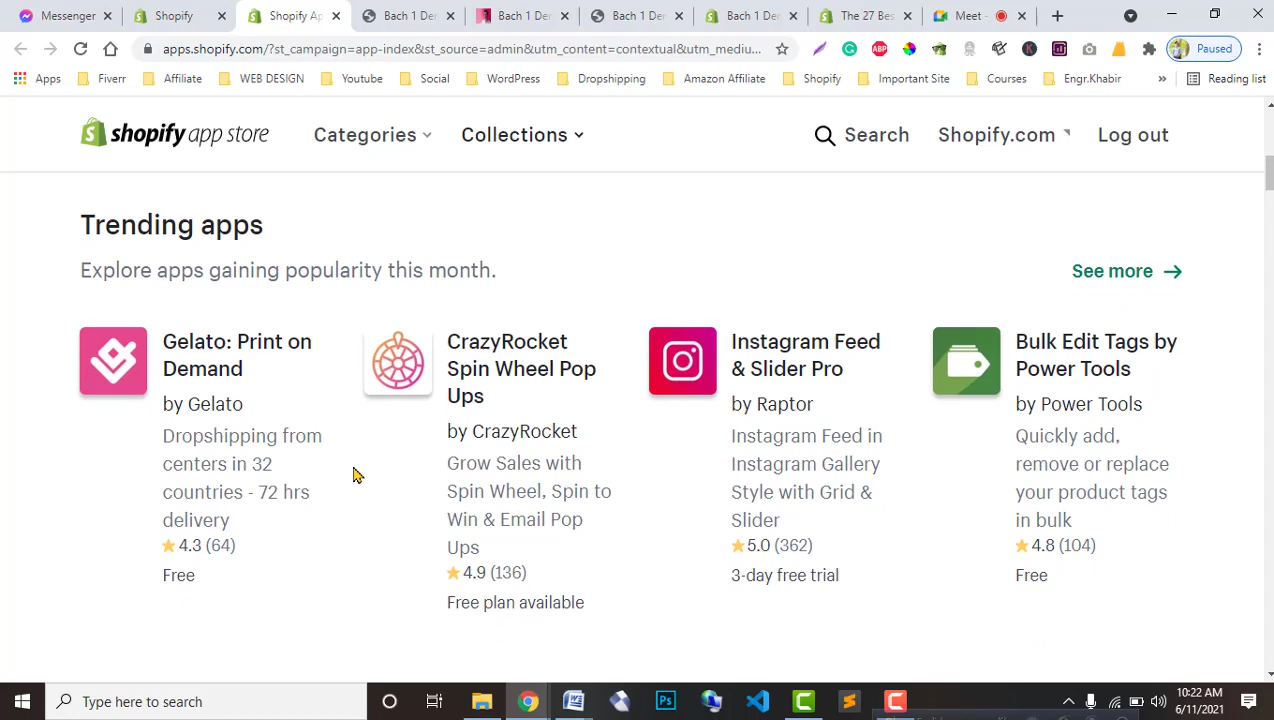 Messenger
Shopify
Shopify Ap
Bach 1 Der
Bach 1 Den
Bach 1 Der
Bach 1 Der
The 27 Bes
Meet -
apps.shopify.com/?st_campaign=app-index&st_source=admin&utm_content=contextual&utm_mediu...
Paused
Apps
Fiverr
Affiliate
WEB DESIGN
Youtube
Social
WordPress
Dropshipping
Amazon Affiliate
Shopify
Important Site
Courses
Engr.Khabir
»
Reading list
shopify app store
Categories
Collections
Search
Shopify.com
Log out
Trending apps
Explore apps gaining popularity this month.
See more →
Gelato: Print on
Demand
by Gelato
Dropshipping from
centers in 32
countries - 72 hrs
delivery
4.3 (64)
Free
CrazyRocket
Spin Wheel Pop
Ups
by CrazyRocket
Grow Sales with
Spin Wheel, Spin to
Win & Email Pop
Ups
4.9 (136)
Free plan available
Instagram Feed
& Slider Pro
by Raptor
Instagram Feed in
Instagram Gallery
Style with Grid &
Slider
5.0 (362)
3-day free trial
Bulk Edit Tags by
Power Tools
by Power Tools
Quickly add,
remove or replace
your product tags
in bulk
4.8 (104)
Free
Type here to search
10:22 AM
6/11/2021